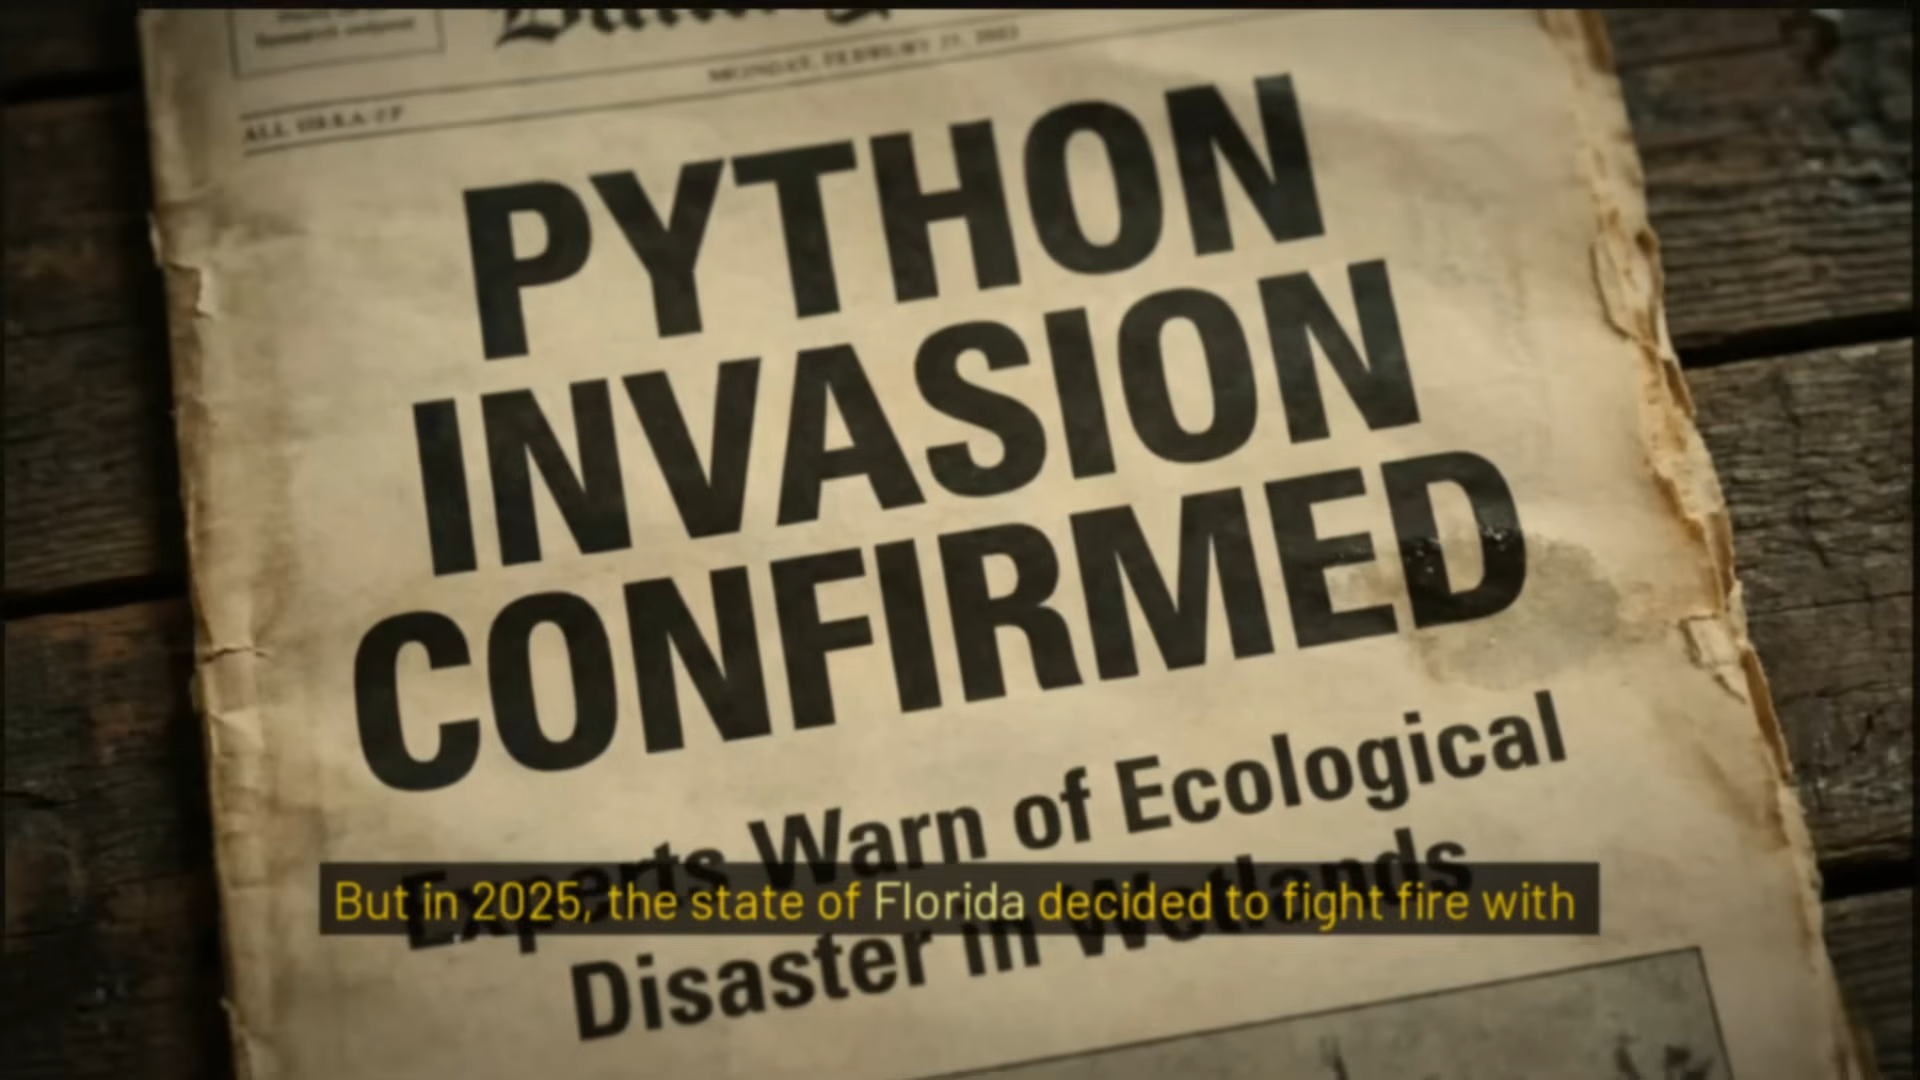 PYTHON
INVASION
CONFIRMED
Experts Warn of Ecological
Disaster in Wetlands
But in 2025, the state of Florida decided to fight fire with